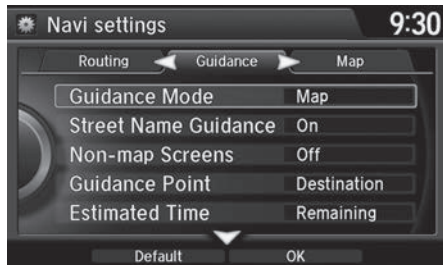 Navi settings 9:30
Routing Guidance Map
Guidance Mode Map
Street Name Guidance On
Non-map Screens Off
Guidance Point Destination
Estimated Time Remaining
Default OK